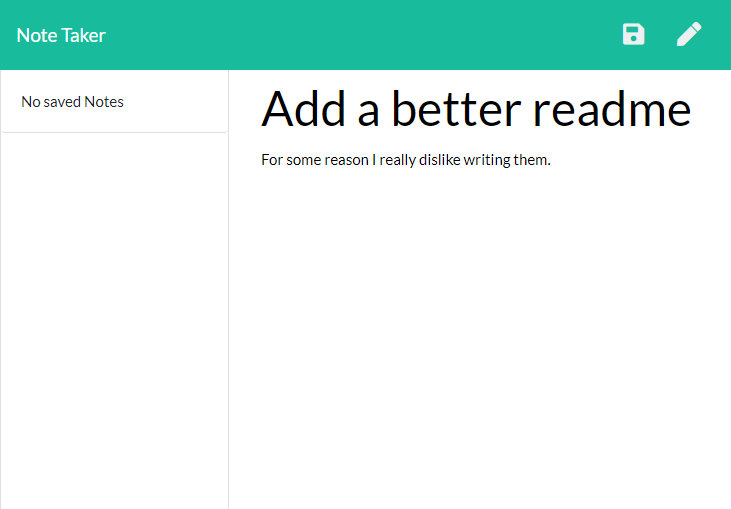 Note Taker
No saved Notes
Add a better readme
For some reason I really dislike writing them.